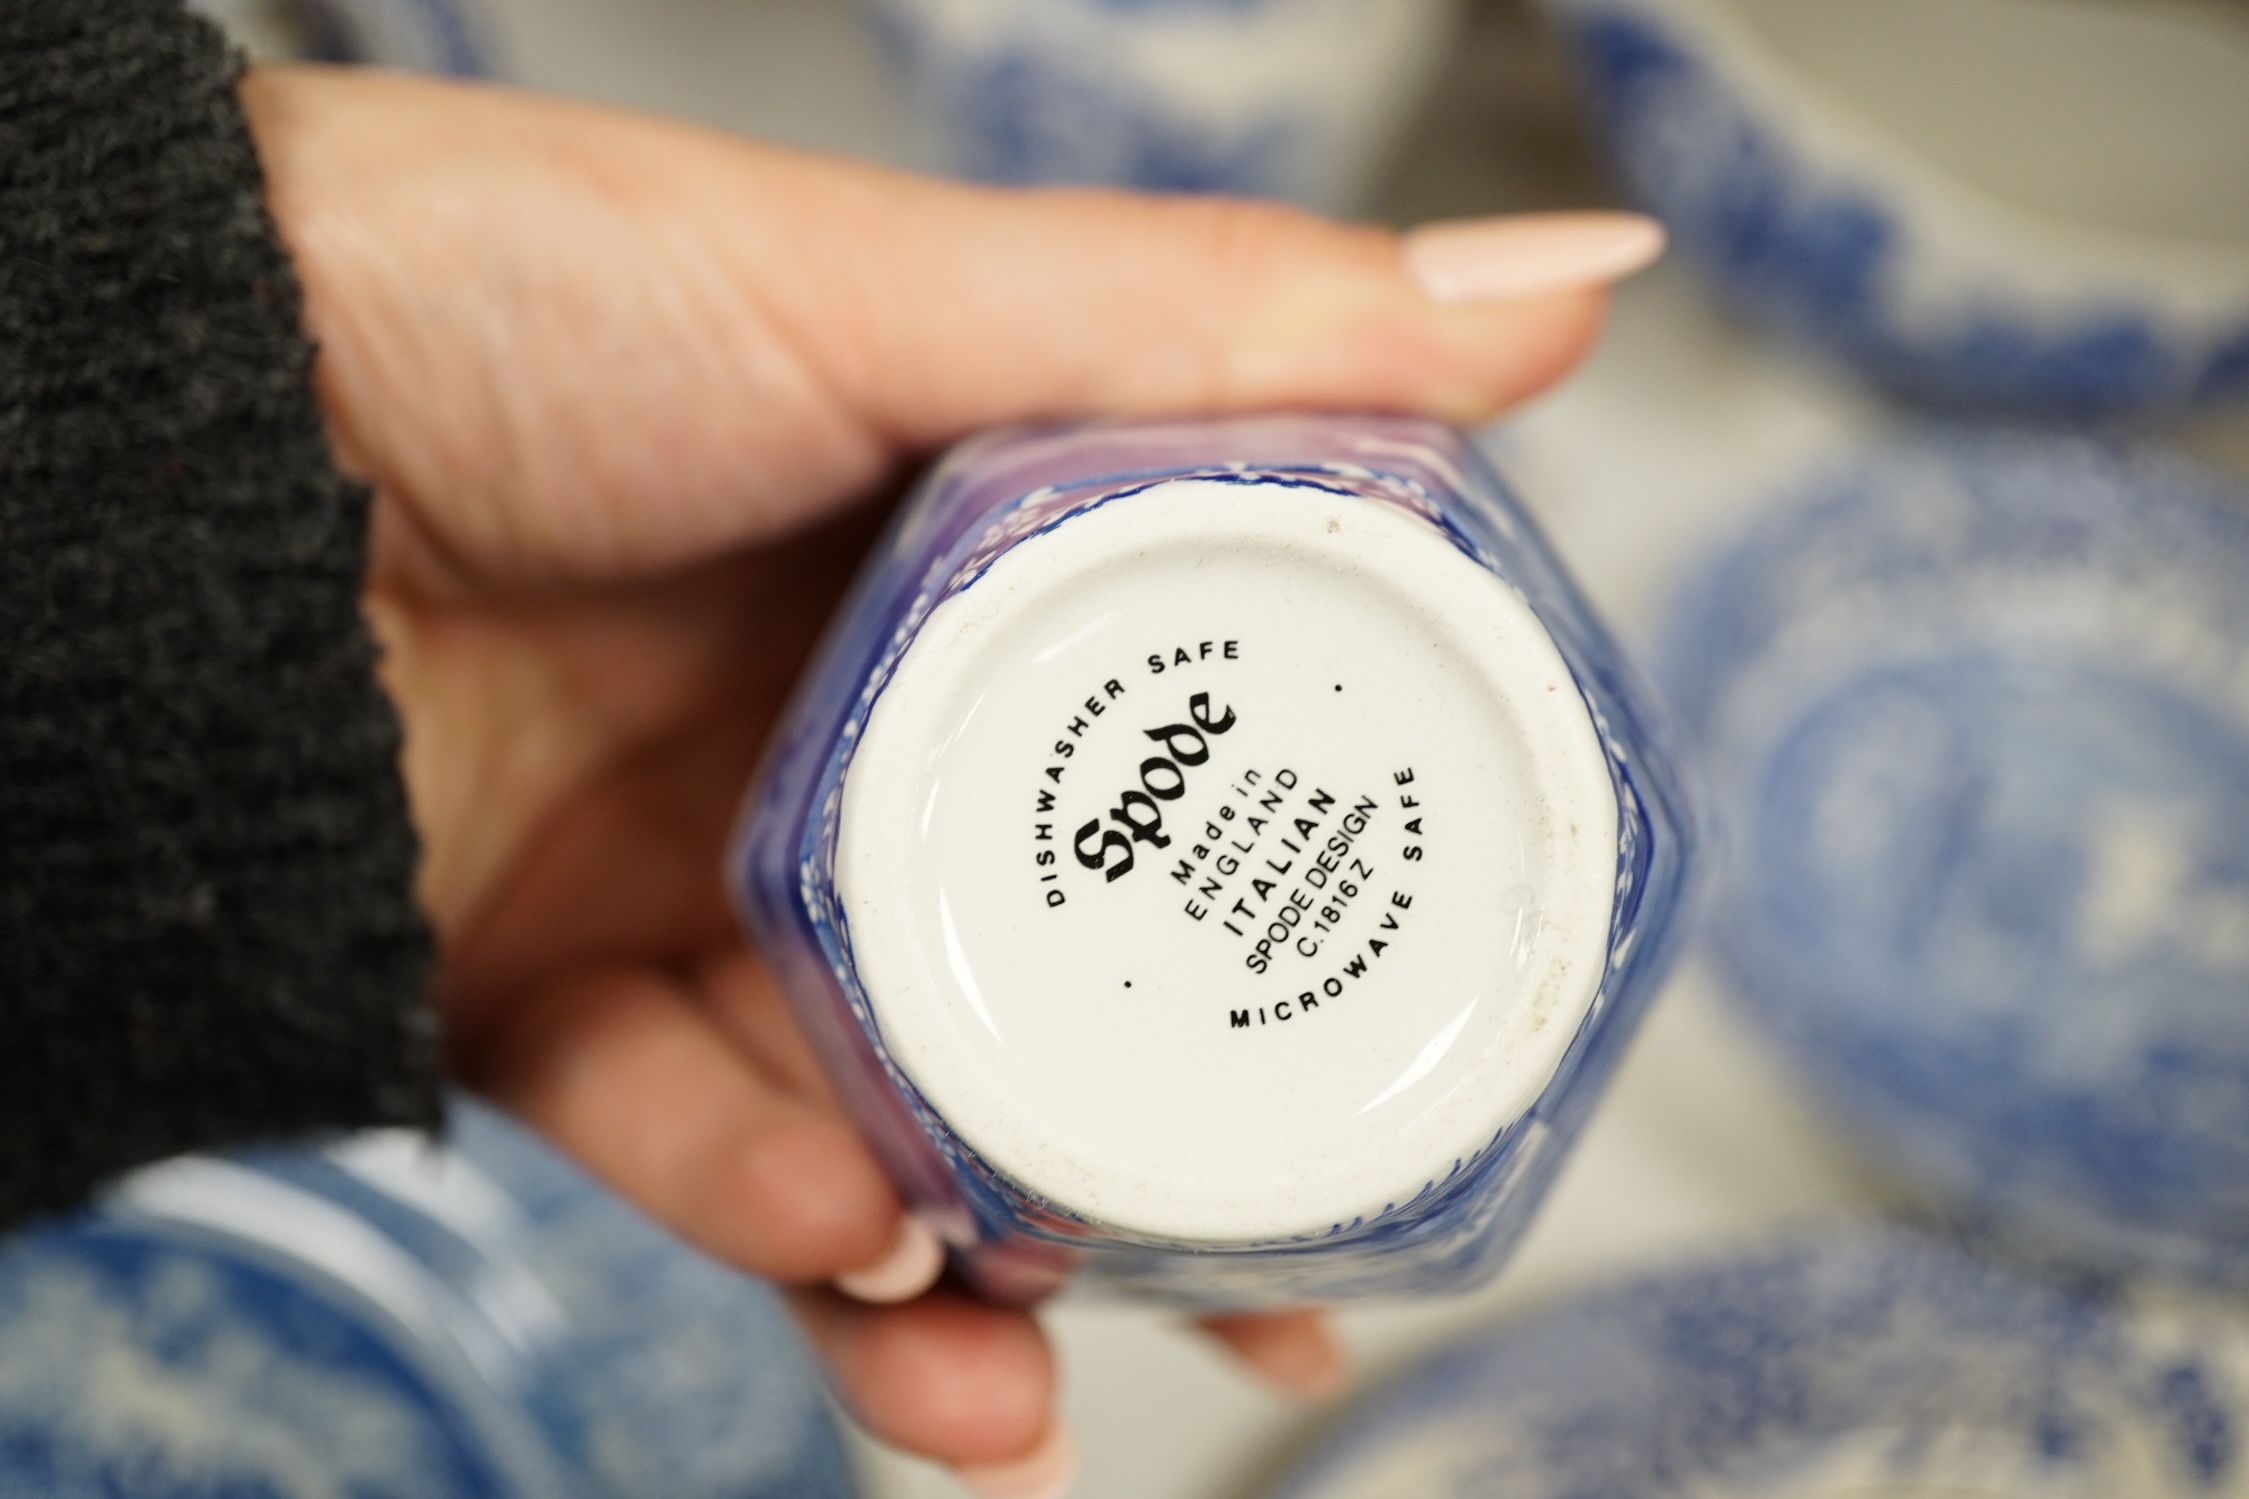 DISHWASHER SAFE
Spode
Made in
ENGLAND
ITALIAN
SPODE DESIGN
C.1816 Z
MICROWAVE SAFE